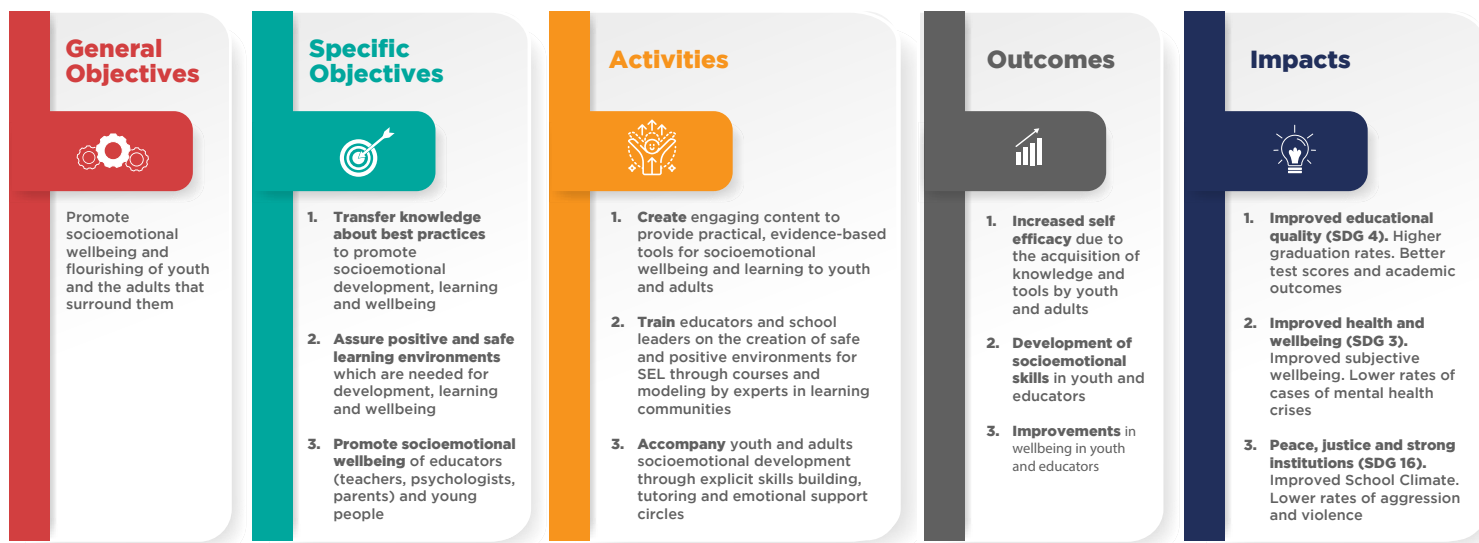 General
Objectives
Promote
socioemotional
wellbeing and
flourishing of youth
and the adults that
surround them
Specific
Objectives
1. Transfer knowledge
about best practices
to promote
socioemotional
development, learning
and wellbeing
2. Assure positive and safe
learning environments
which are needed for
development, learning
and wellbeing
3. Promote socioemotional
wellbeing of educators
(teachers, psychologists,
parents) and young
people
Activities
1. Create engaging content to
provide practical, evidence-based
tools for socioemotional
wellbeing and learning to youth
and adults
2. Train educators and school
leaders on the creation of safe
and positive environments for
SEL through courses and
modeling by experts in learning
communities
3. Accompany youth and adults
socioemotional development
through explicit skills building,
tutoring and emotional support
circles
Outcomes
1. Increased self
efficacy due to
the acquisition of
knowledge and
tools by youth
and adults
2. Development of
socioemotional
skills in youth and
educators
3. Improvements in
wellbeing in youth
and educators
Impacts
1. Improved educational
quality (SDG 4). Higher
graduation rates. Better
test scores and academic
outcomes
2. Improved health and
wellbeing (SDG 3).
Improved subjective
wellbeing. Lower rates of
cases of mental health
crises
3. Peace, justice and strong
institutions (SDG 16).
Improved School Climate.
Lower rates of aggression
and violence